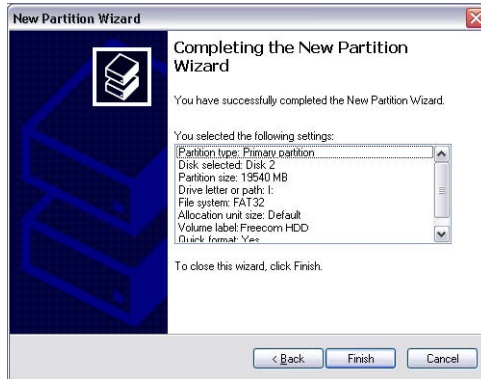 New Partition Wizard
Completing the New Partition
Wizard
You have successfully completed the New Partition Wizard.
You selected the following settings:
Partition type: Primary partition
Disk selected: Disk 2
Partition size: 19540 MB
Drive letter or path: I:
File system: FAT32
Allocation unit size: Default
Volume label: Freecom HDD
Quick format: Yes
To close this wizard, click Finish.
< Back
Finish
Cancel